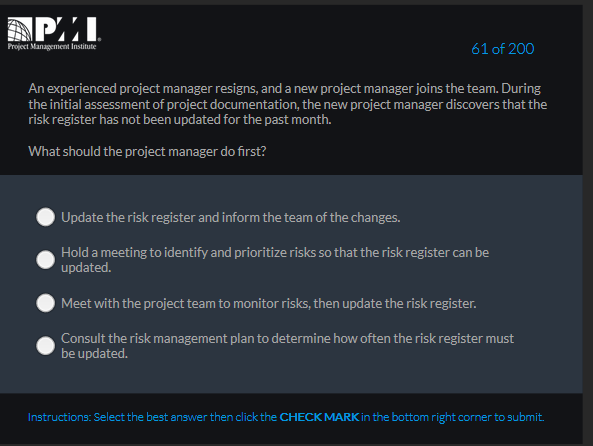 PMI.
Project Management Institute
61 of 200
An experienced project manager resigns, and a new project manager joins the team. During
the initial assessment of project documentation, the new project manager discovers that the
risk register has not been updated for the past month.
What should the project manager do first?
Update the risk register and inform the team of the changes.
Hold a meeting to identify and prioritize risks so that the risk register can be
updated.
Meet with the project team to monitor risks, then update the risk register.
Consult the risk management plan to determine how often the risk register must
be updated.
Instructions: Select the best answer then click the CHECK MARK in the bottom right corner to submit.